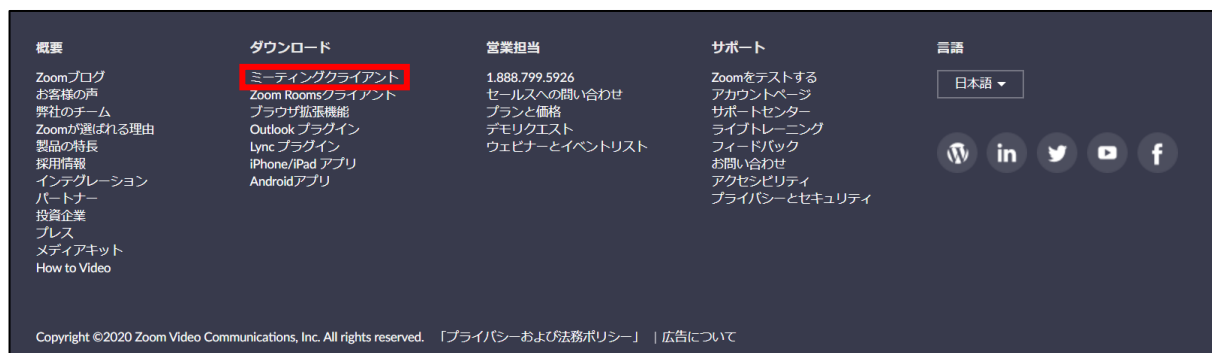 概要
Zoomブログ
お客様の声
弊社のチーム
Zoomが選ばれる理由
製品の特長
採用情報
インテグレーション
パートナー
投資企業
プレス
メディアキット
How to Video
ダウンロード
ミーティングクライアント
Zoom Roomsクライアント
ブラウザ拡張機能
Outlook プラグイン
Lync プラグイン
iPhone/iPad アプリ
Androidアプリ
営業担当
1.888.799.5926
セールスへの問い合わせ
プランと価格
デモリクエスト
ウェビナーとイベントリスト
サポート
Zoomをテストする
アカウントページ
サポートセンター
ライブトレーニング
フィードバック
お問い合わせ
アクセシビリティ
プライバシーとセキュリティ
言語
日本語
in
f
Copyright ©2020 Zoom Video Communications, Inc. All rights reserved. 「プライバシーおよび法務ポリシー」 | 広告について